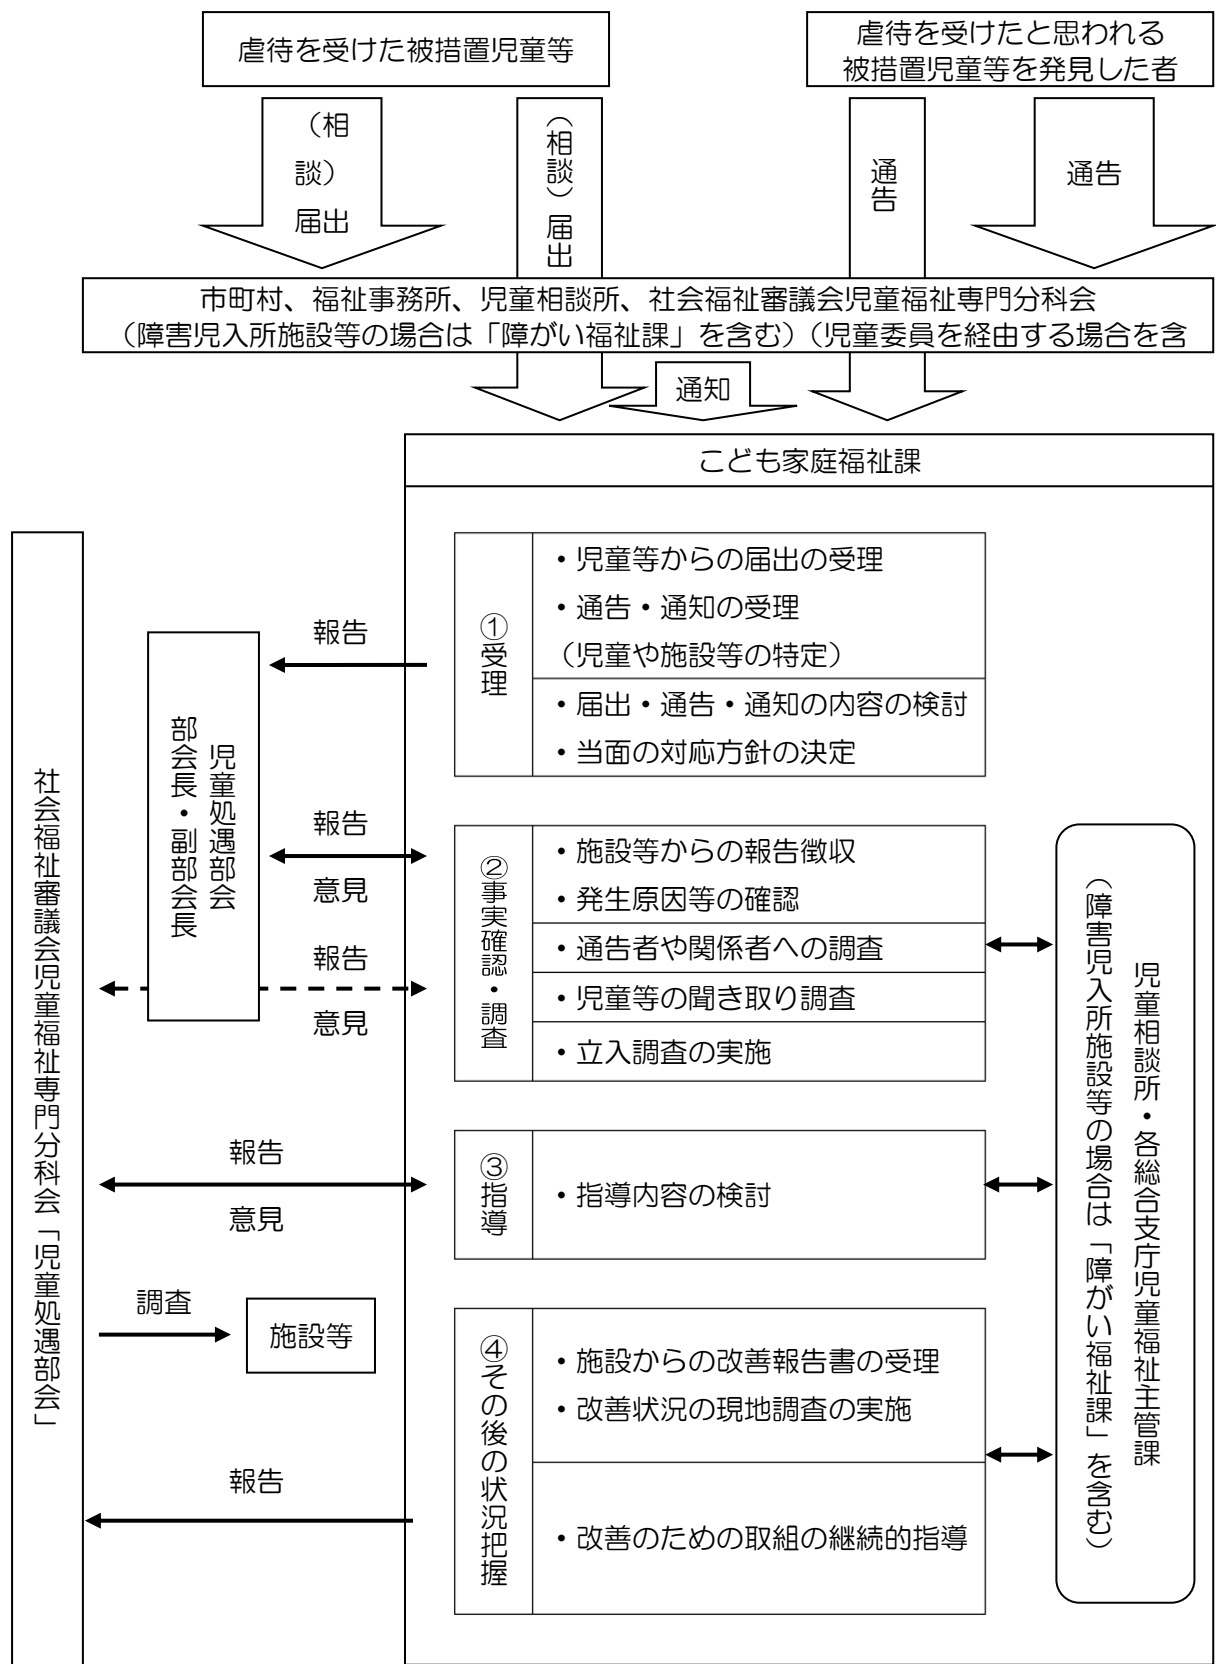 虐待を受けた被措置児童等
虐待を受けたと思われる
被措置児童等を発見した者
（相
談）
届出
（相談）届出
通告
通告
市町村、福祉事務所、児童相談所、社会福祉審議会児童福祉専門分科会
（障害児入所施設等の場合は「障がい福祉課」を含む）（児童委員を経由する場合を含
通知
こども家庭福祉課
①受理
・児童等からの届出の受理
・通告・通知の受理
（児童や施設等の特定）
・届出・通告・通知の内容の検討
・当面の対応方針の決定
報告
児童処遇部会
部会長・副部会長
社会福祉審議会児童福祉専門分科会「児童処遇部会」
②事実確認・調査
・施設等からの報告徴収
・発生原因等の確認
・通告者や関係者への調査
・児童等の聞き取り調査
・立入調査の実施
報告
意見
報告
意見
児童相談所・各総合支庁児童福祉主管課
（障害児入所施設等の場合は「障がい福祉課」を含む）
③指導
・指導内容の検討
報告
意見
調査
施設等
④その後の状況把握
・施設からの改善報告書の受理
・改善状況の現地調査の実施
・改善のための取組の継続的指導
報告